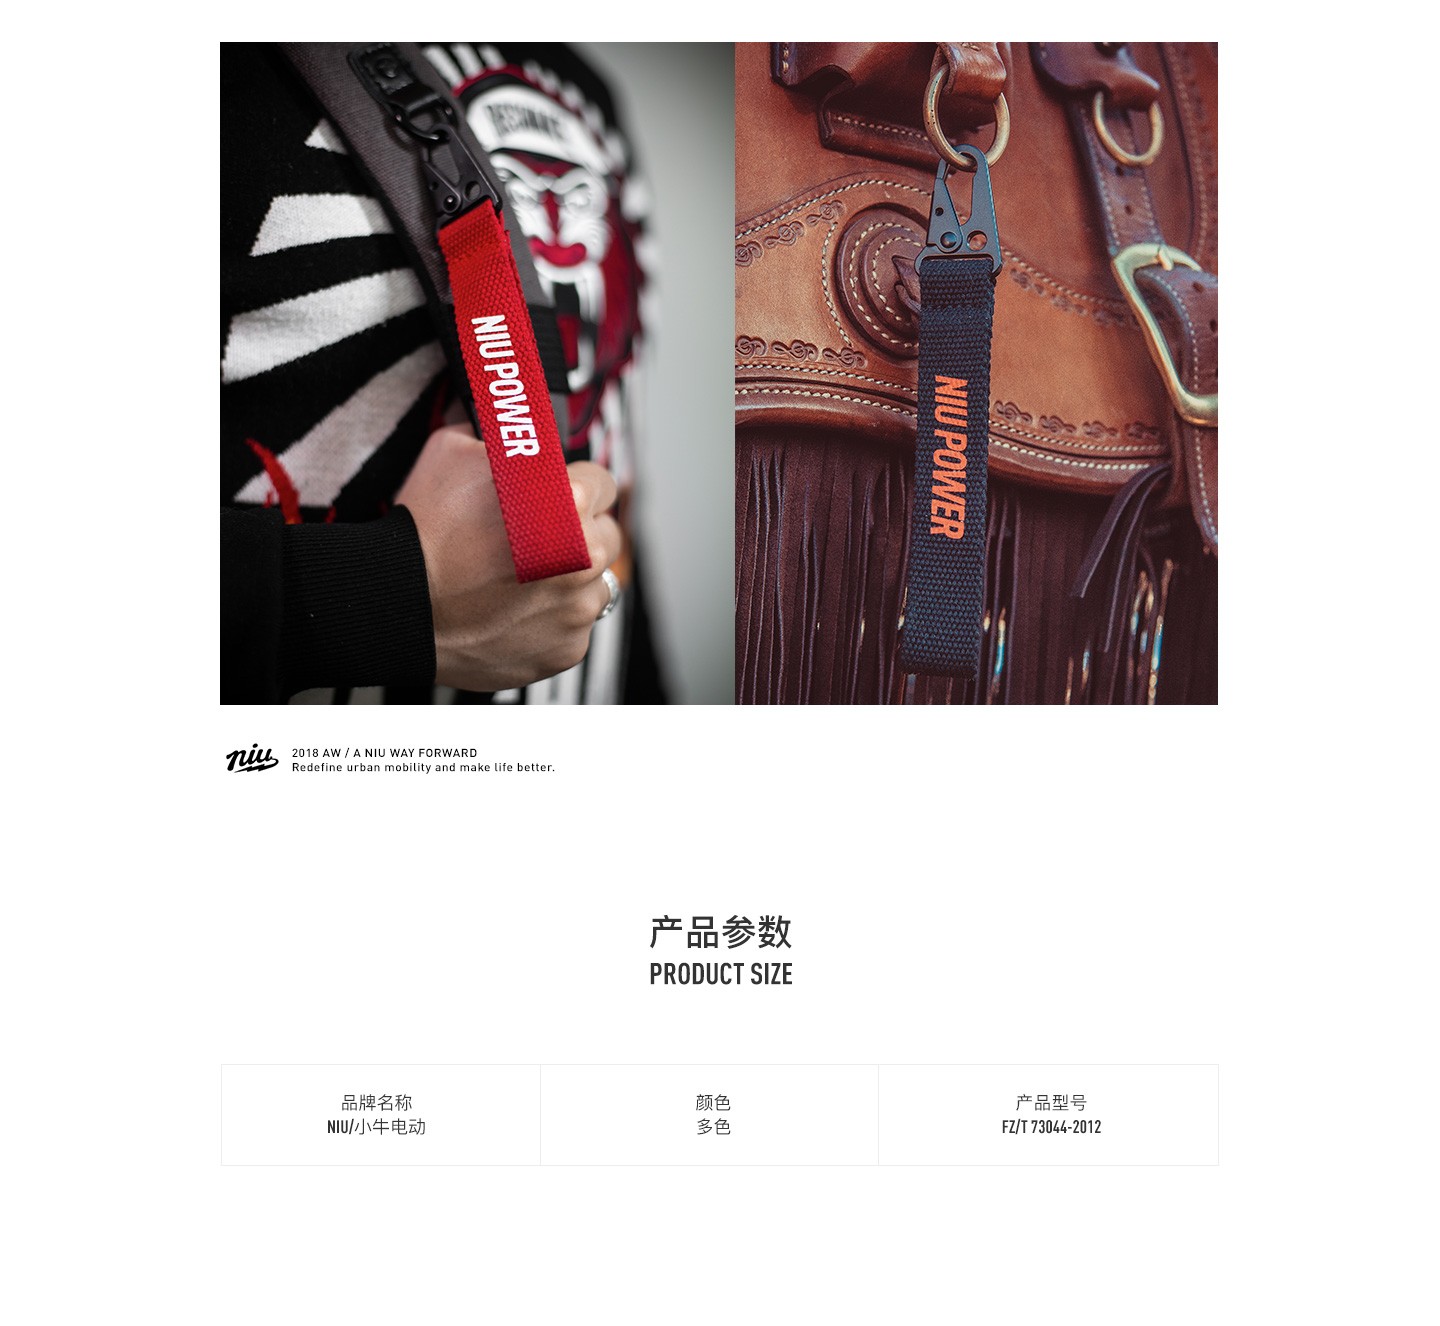 NIU POWER
NIU POWER
niu
2018 AW / A NIU WAY FORWARD
Redefine urban mobility and make life better.
产品参数
PRODUCT SIZE
品牌名称
NIU/小牛电动
颜色
多色
产品型号
FZ/T 73044-2012